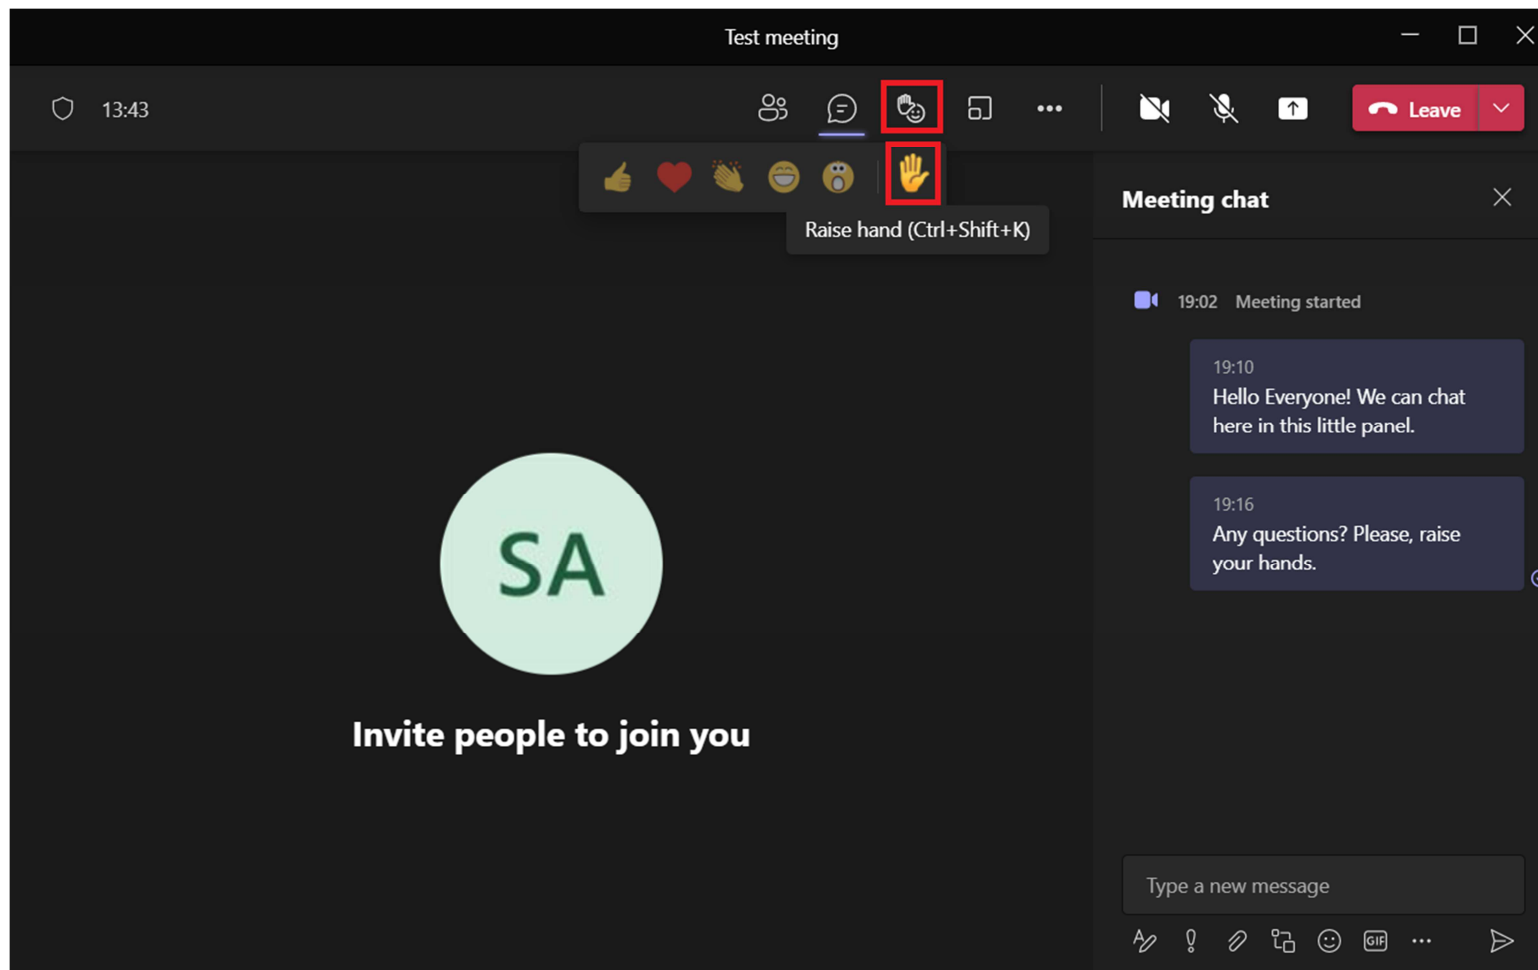 Test meeting
13:43
Leave
Raise hand (Ctrl+Shift+K)
Meeting chat
19:02 Meeting started
19:10
Hello Everyone! We can chat
here in this little panel.
19:16
Any questions? Please, raise
your hands.
SA
Invite people to join you
Type a new message
GIF